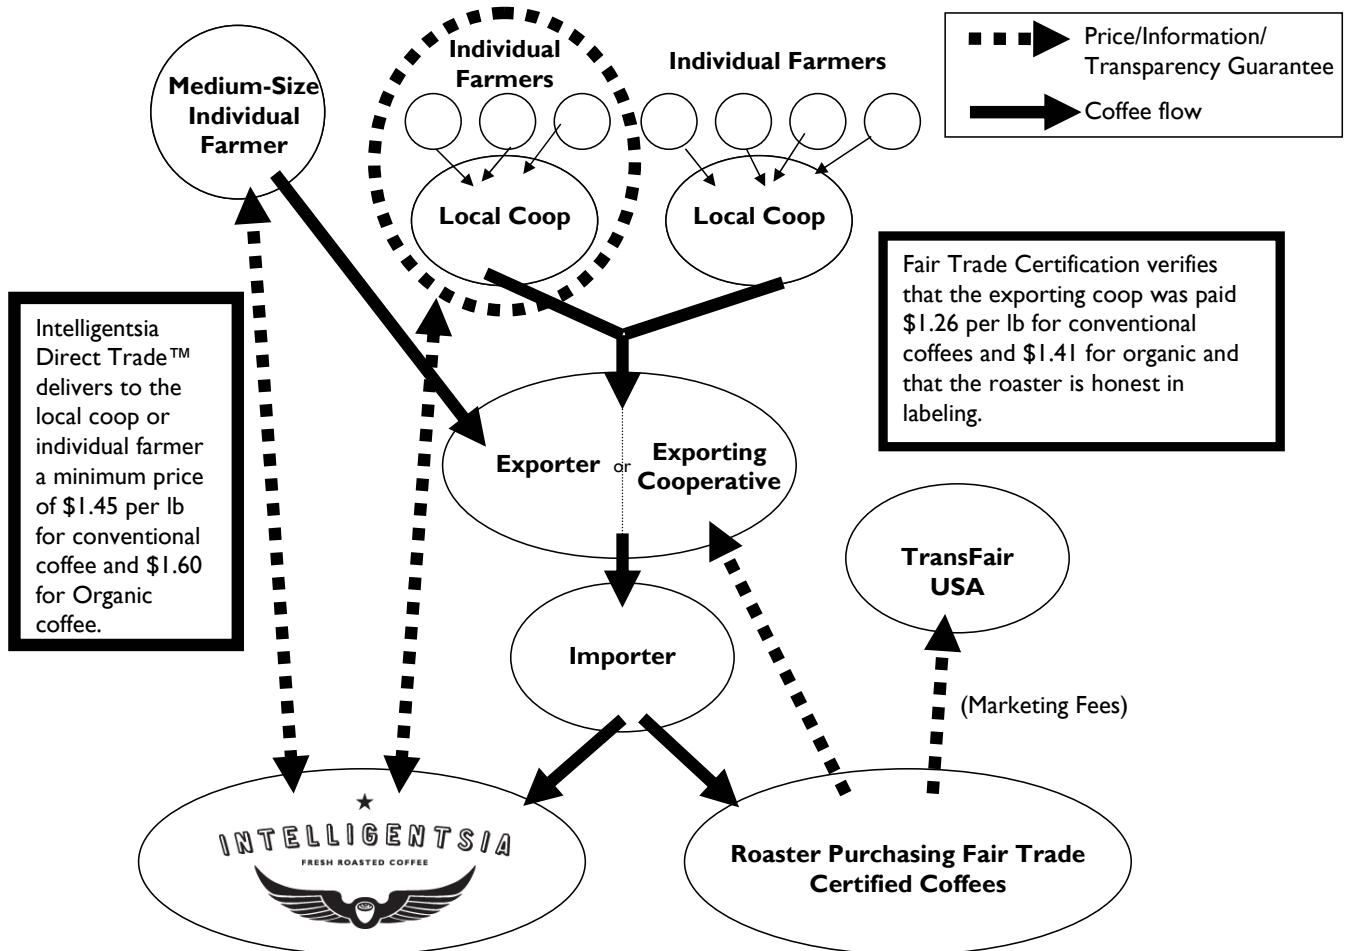 Individual
Farmers
Individual Farmers
Price/Information/
Transparency Guarantee
Coffee flow
Medium-Size
Individual
Farmer
Local Coop
Local Coop
Intelligentsia
Direct Trade™
delivers to the
local coop or
individual farmer
a minimum price
of $1.45 per lb
for conventional
coffee and $1.60
for Organic
coffee.
Fair Trade Certification verifies
that the exporting coop was paid
$1.26 per lb for conventional
coffees and $1.41 for organic and
that the roaster is honest in
labeling.
Exporter or Exporting
Cooperative
TransFair
USA
Importer
(Marketing Fees)
INTELLIGENTSIA
FRESH ROASTED COFFEE
Roaster Purchasing Fair Trade
Certified Coffees